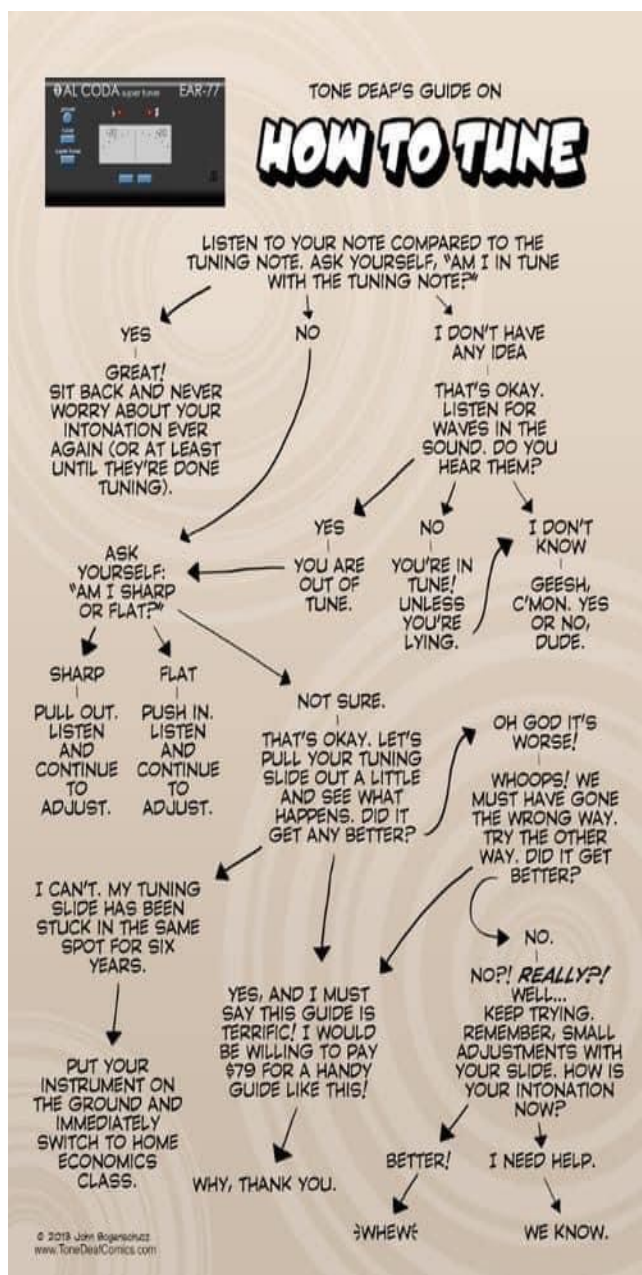 AL CODA super tuner EAR-77
TONE DEAF'S GUIDE ON
HOW TO TUNE
LISTEN TO YOUR NOTE COMPARED TO THE
TUNING NOTE. ASK YOURSELF, "AM I IN TUNE
WITH THE TUNING NOTE?"
YES
GREAT!
SIT BACK AND NEVER
WORRY ABOUT YOUR
INTONATION EVER
AGAIN (OR AT LEAST
UNTIL THEY'RE DONE
TUNING).
NO
I DON'T HAVE
ANY IDEA
THAT'S OKAY.
LISTEN FOR
WAVES IN THE
SOUND. DO YOU
HEAR THEM?
YES
YOU ARE
OUT OF
TUNE.
NO
YOU'RE IN
TUNE!
UNLESS
YOU'RE
LYING.
I DON'T
KNOW
GEESH,
C'MON. YES
OR NO,
DUDE.
ASK
YOURSELF:
"AM I SHARP
OR FLAT?"
SHARP
PULL OUT.
LISTEN
AND
CONTINUE
TO
ADJUST.
FLAT
PUSH IN.
LISTEN
AND
CONTINUE
TO
ADJUST.
NOT SURE.
THAT'S OKAY. LET'S
PULL YOUR TUNING
SLIDE OUT A LITTLE
AND SEE WHAT
HAPPENS. DID IT
GET ANY BETTER?
OH GOD IT'S
WORSE!
WHOOPS! WE
MUST HAVE GONE
THE WRONG WAY.
TRY THE OTHER
WAY. DID IT GET
BETTER?
I CAN'T. MY TUNING
SLIDE HAS BEEN
STUCK IN THE SAME
SPOT FOR SIX
YEARS.
PUT YOUR
INSTRUMENT ON
THE GROUND AND
IMMEDIATELY
SWITCH TO HOME
ECONOMICS
CLASS.
YES, AND I MUST
SAY THIS GUIDE IS
TERRIFIC! I WOULD
BE WILLING TO PAY
$79 FOR A HANDY
GUIDE LIKE THIS!
WHY, THANK YOU.
NO.
NO?! REALLY?!
WELL...
KEEP TRYING.
REMEMBER, SMALL
ADJUSTMENTS WITH
YOUR SLIDE. HOW IS
YOUR INTONATION
NOW?
BETTER!
WHEW
I NEED HELP.
WE KNOW.
© 2013 John Bogenschutz
www.ToneDeafComics.com